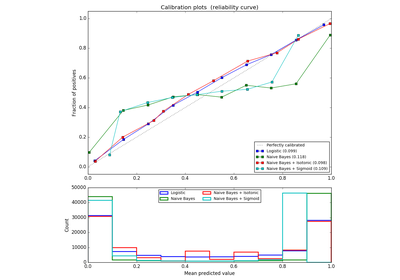 Calibration plots (reliability curve)
1.0
0.8
0.6
0.4
0.2
0.0
Fraction of positives
Perfectly calibrated
Logistic (0.099)
Naive Bayes (0.118)
Naive Bayes + Isotonic (0.098)
Naive Bayes + Sigmoid (0.109)
0.0 0.2 0.4 0.6 0.8 1.0
50000
40000
30000
20000
10000
0
Count
Logistic Naive Bayes + Isotonic
Naive Bayes Naive Bayes + Sigmoid
0.0 0.2 0.4 0.6 0.8 1.0
Mean predicted value